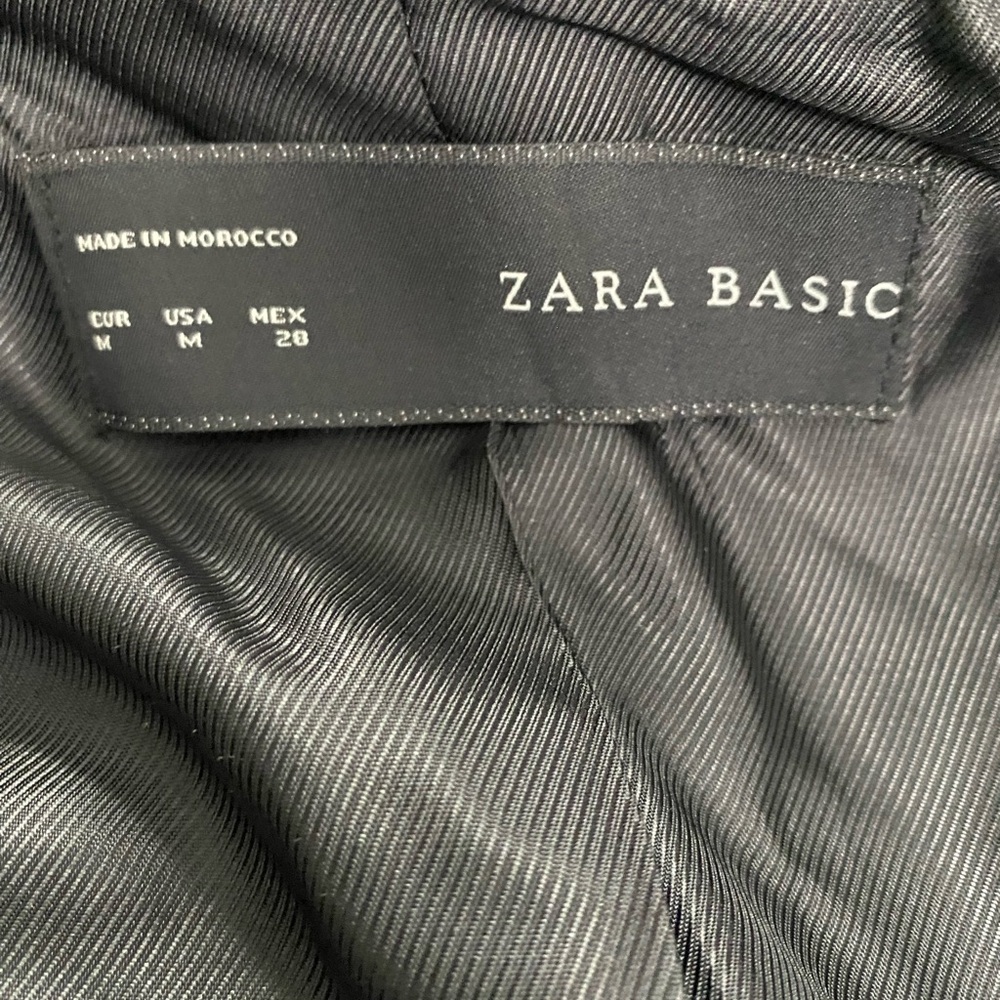 MADE IN MOROCCO
ZARA BASIC
EUR USA MEX
M M 28